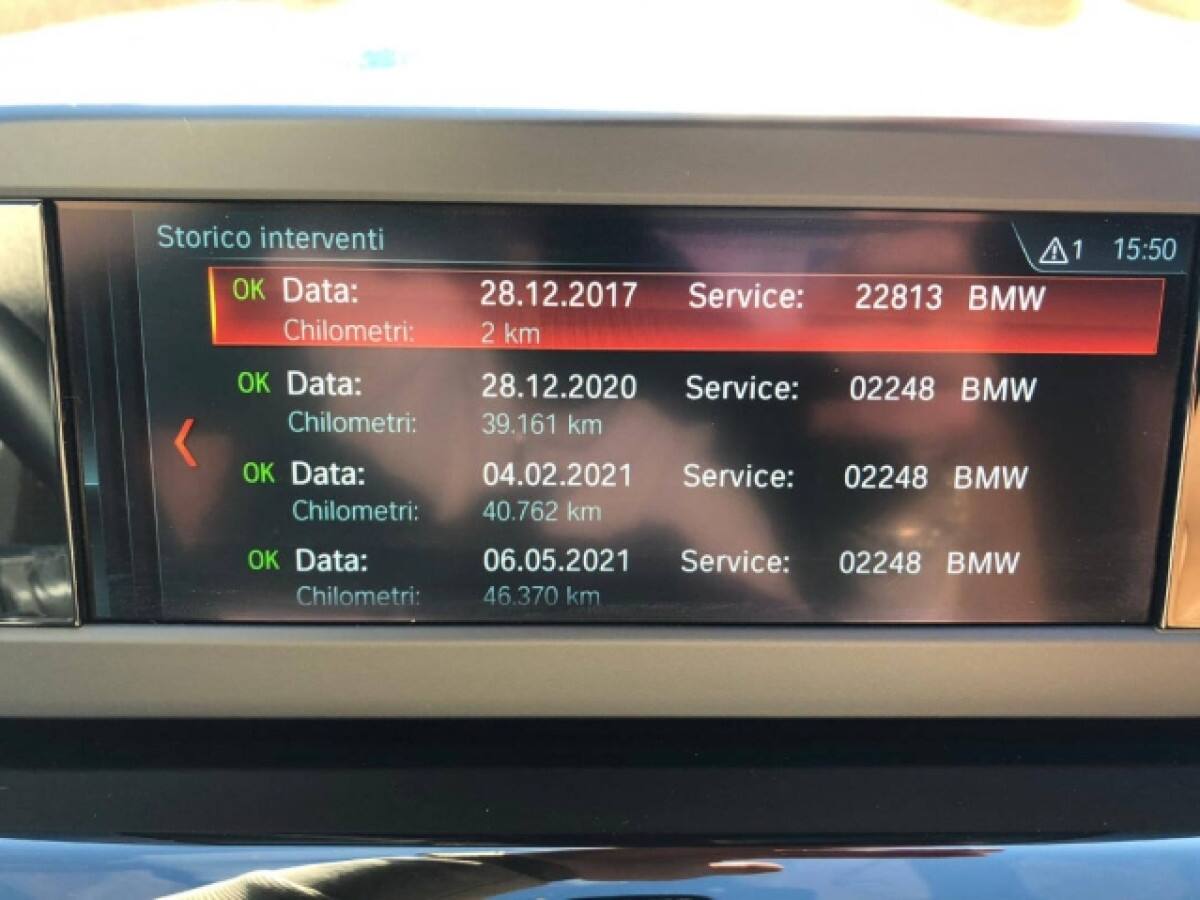 Storico interventi 1 15:50
OK Data: 28.12.2017 Service: 22813 BMW
Chilometri: 2 km
OK Data: 28.12.2020 Service: 02248 BMW
Chilometri: 39.161 km
OK Data: 04.02.2021 Service: 02248 BMW
Chilometri: 40.762 km
OK Data: 06.05.2021 Service: 02248 BMW
Chilometri: 46.370 km